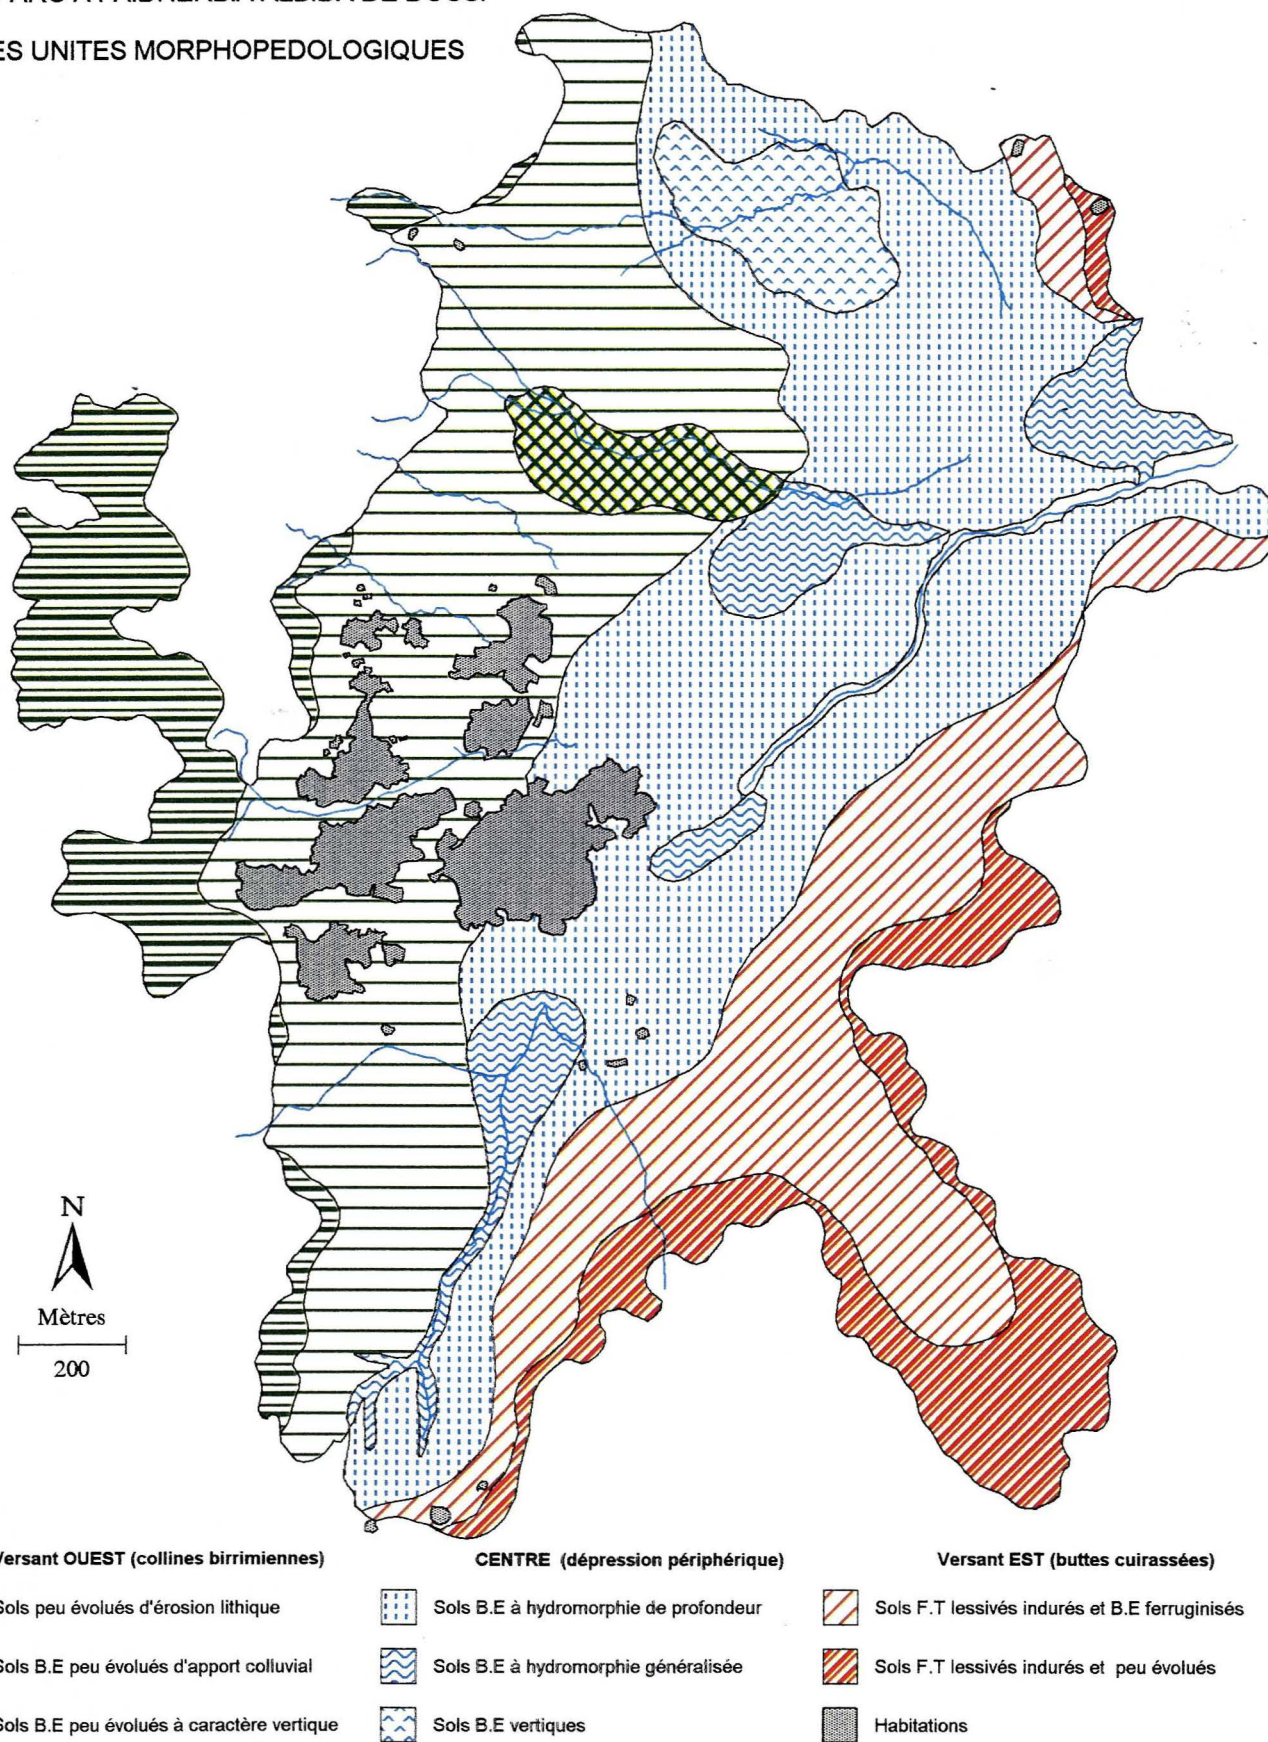 UNITES MORPHOPEDOLOGIQUES
N
Mètres
200
Versant OUEST (collines birrimiennes)
Sols peu évolués d'érosion lithique
Sols B.E peu évolués d'apport colluvial
Sols B.E peu évolués à caractère vertique
CENTRE (dépression périphérique)
Sols B.E à hydromorphie de profondeur
Sols B.E à hydromorphie généralisée
Sols B.E vertiques
Versant EST (buttes cuirassées)
Sols F.T lessivés indurés et B.E ferruginisés
Sols F.T lessivés indurés et peu évolués
Habitations